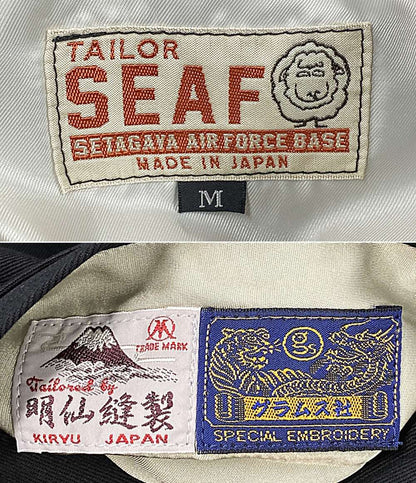 TAILOR
SEAF
SETAGAYA AIR FORCE BASE
MADE IN JAPAN
M
M
TRADE MARK
Tailored by
明仙縫製
KIRYU JAPAN
gs
グラムス社
SPECIAL EMBROIDERY